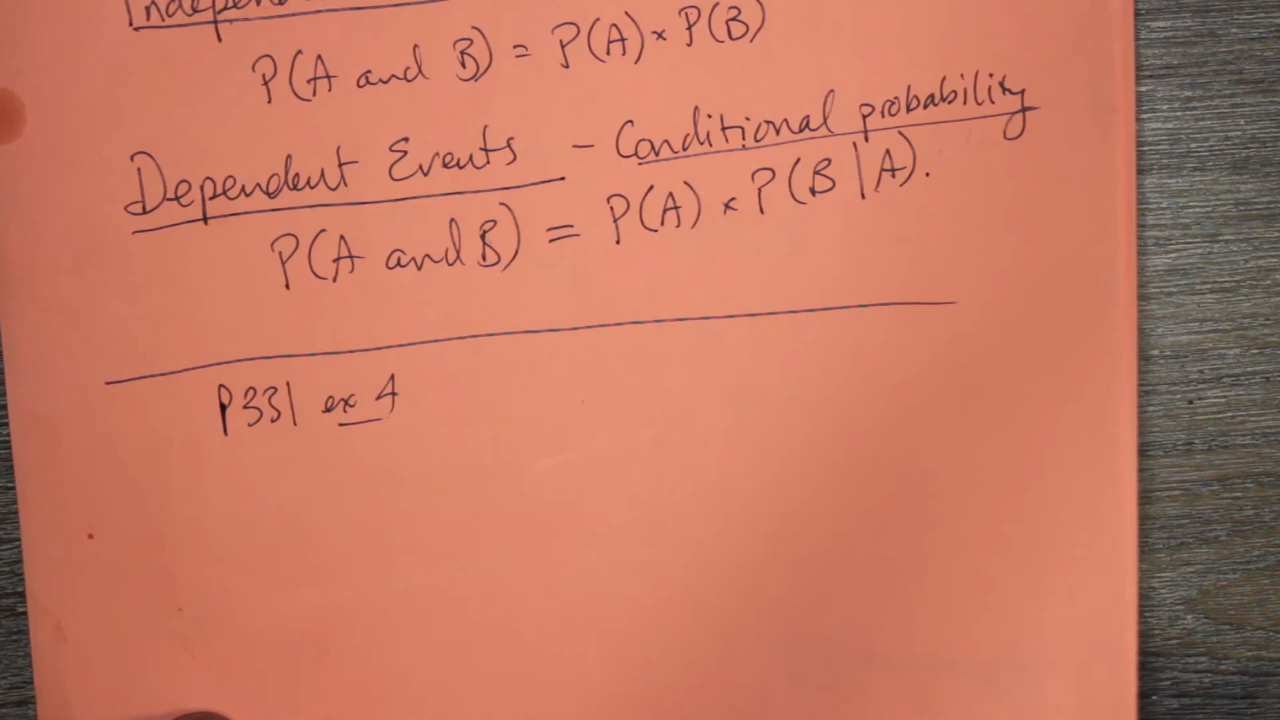 P(A and B) = P(A) × P(B)
Dependent Events - Conditional probability
P(A and B) = P(A) × P(B | A).
P331 ex 4